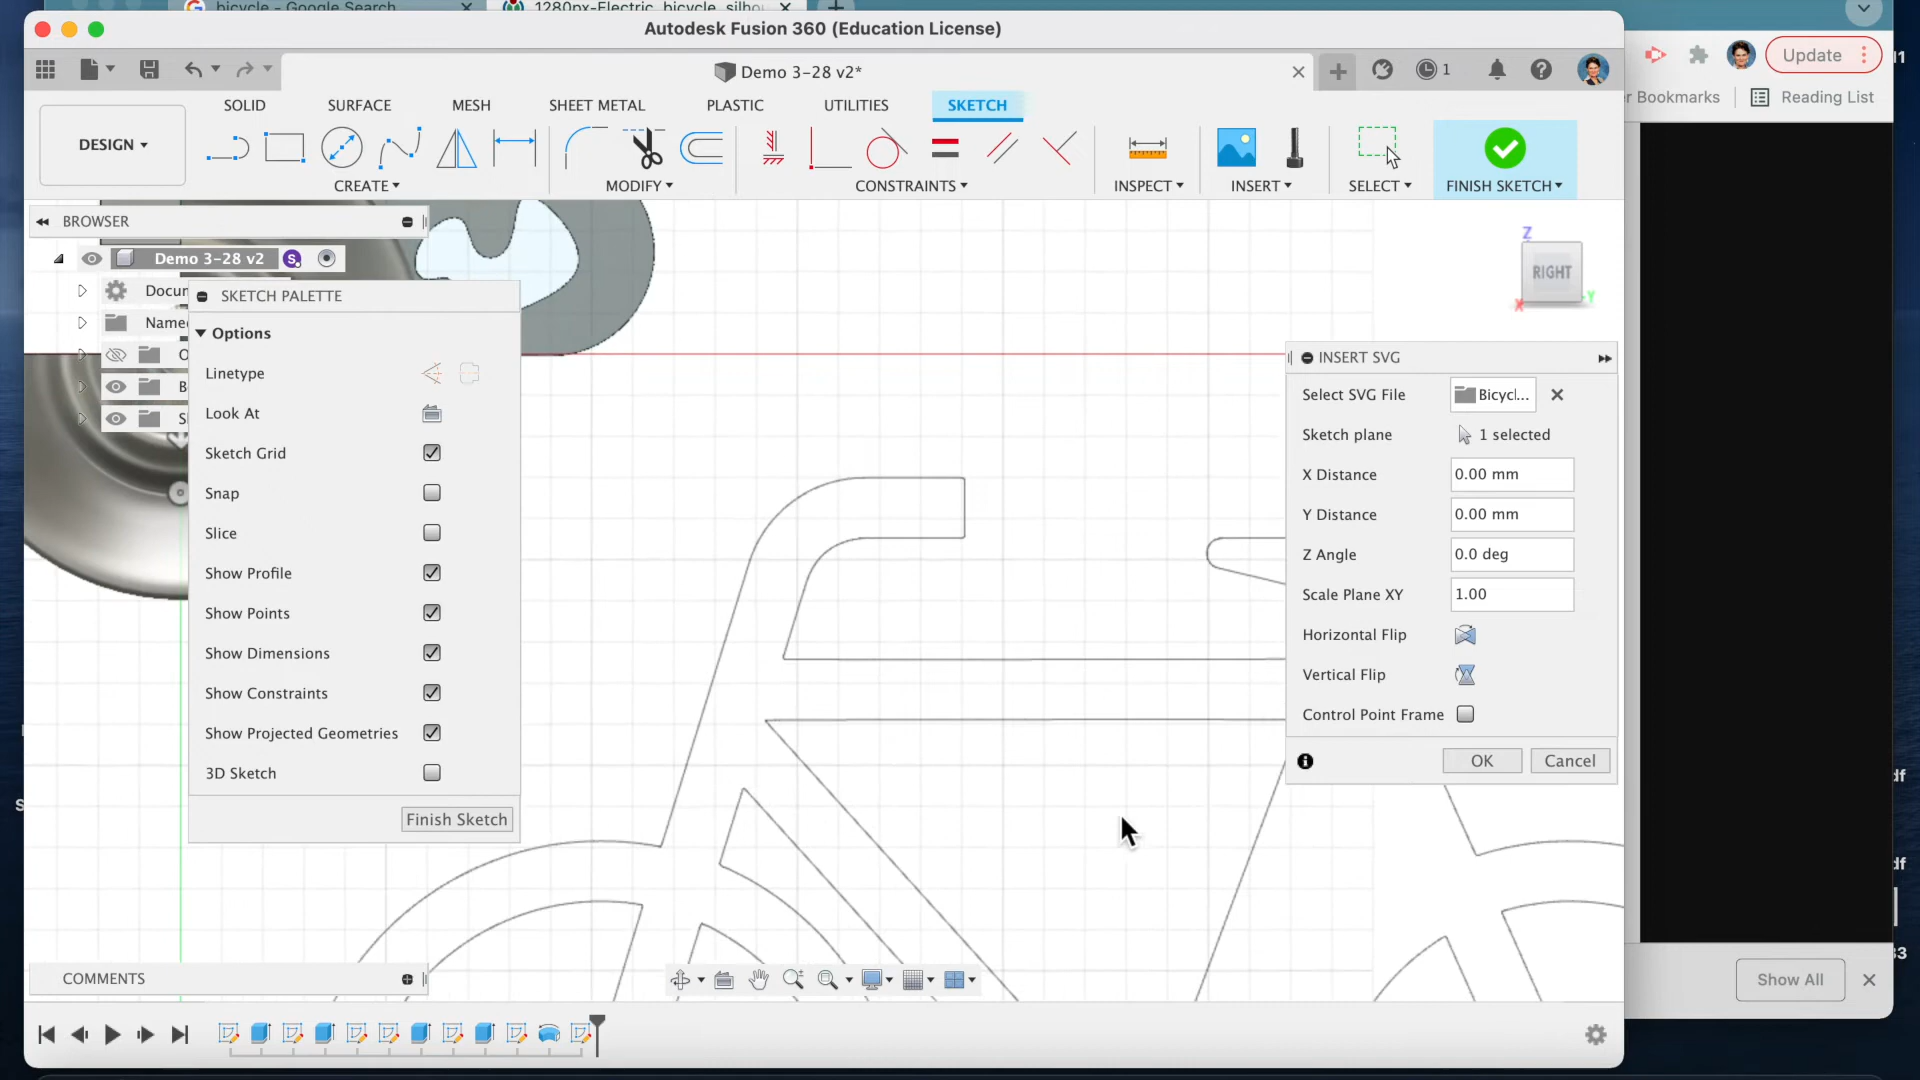 bicycle - Google Search
1280px-Electric_bicycle_silho
Autodesk Fusion 360 (Education License)
Update
Demo 3-28 v2*
1
Bookmarks
Reading List
SOLID
SURFACE
MESH
SHEET METAL
PLASTIC
UTILITIES
SKETCH
DESIGN
CREATE
MODIFY
CONSTRAINTS
INSPECT
INSERT
SELECT
FINISH SKETCH
BROWSER
Demo 3-28 v2
S
Docu
Name
O
B
S
SKETCH PALETTE
Options
Linetype
Look At
Sketch Grid
Snap
Slice
Show Profile
Show Points
Show Dimensions
Show Constraints
Show Projected Geometries
3D Sketch
Finish Sketch
Z
RIGHT
X
Y
INSERT SVG
Select SVG File
Bicycl...
Sketch plane
1 selected
X Distance
0.00 mm
Y Distance
0.00 mm
Z Angle
0.0 deg
Scale Plane XY
1.00
Horizontal Flip
Vertical Flip
Control Point Frame
OK
Cancel
COMMENTS
Show All